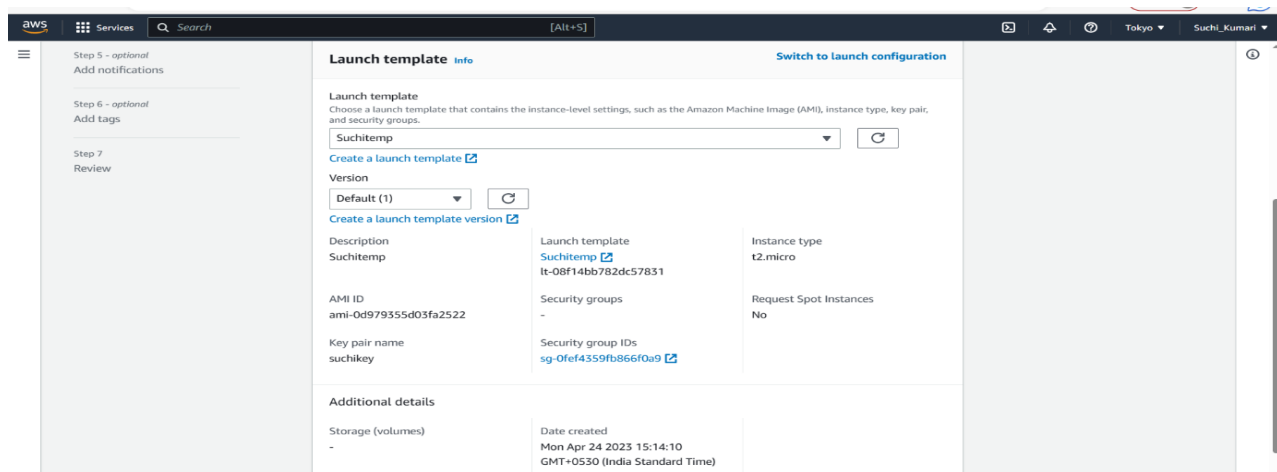 aws
Services
Search
[Alt+S]
Tokyo
Suchi_Kumari
Step 5 - optional
Add notifications
Step 6 - optional
Add tags
Step 7
Review
Launch template Info
Switch to launch configuration
Launch template
Choose a launch template that contains the instance-level settings, such as the Amazon Machine Image (AMI), instance type, key pair,
and security groups.
Suchitemp
Create a launch template
Version
Default (1)
Create a launch template version
Description
Suchitemp
Launch template
Suchitemp
lt-08f14bb782dc57831
Instance type
t2.micro
AMI ID
ami-0d979355d03fa2522
Security groups
-
Request Spot Instances
No
Key pair name
suchikey
Security group IDs
sg-0fef4359fb866f0a9
Additional details
Storage (volumes)
-
Date created
Mon Apr 24 2023 15:14:10
GMT+0530 (India Standard Time)